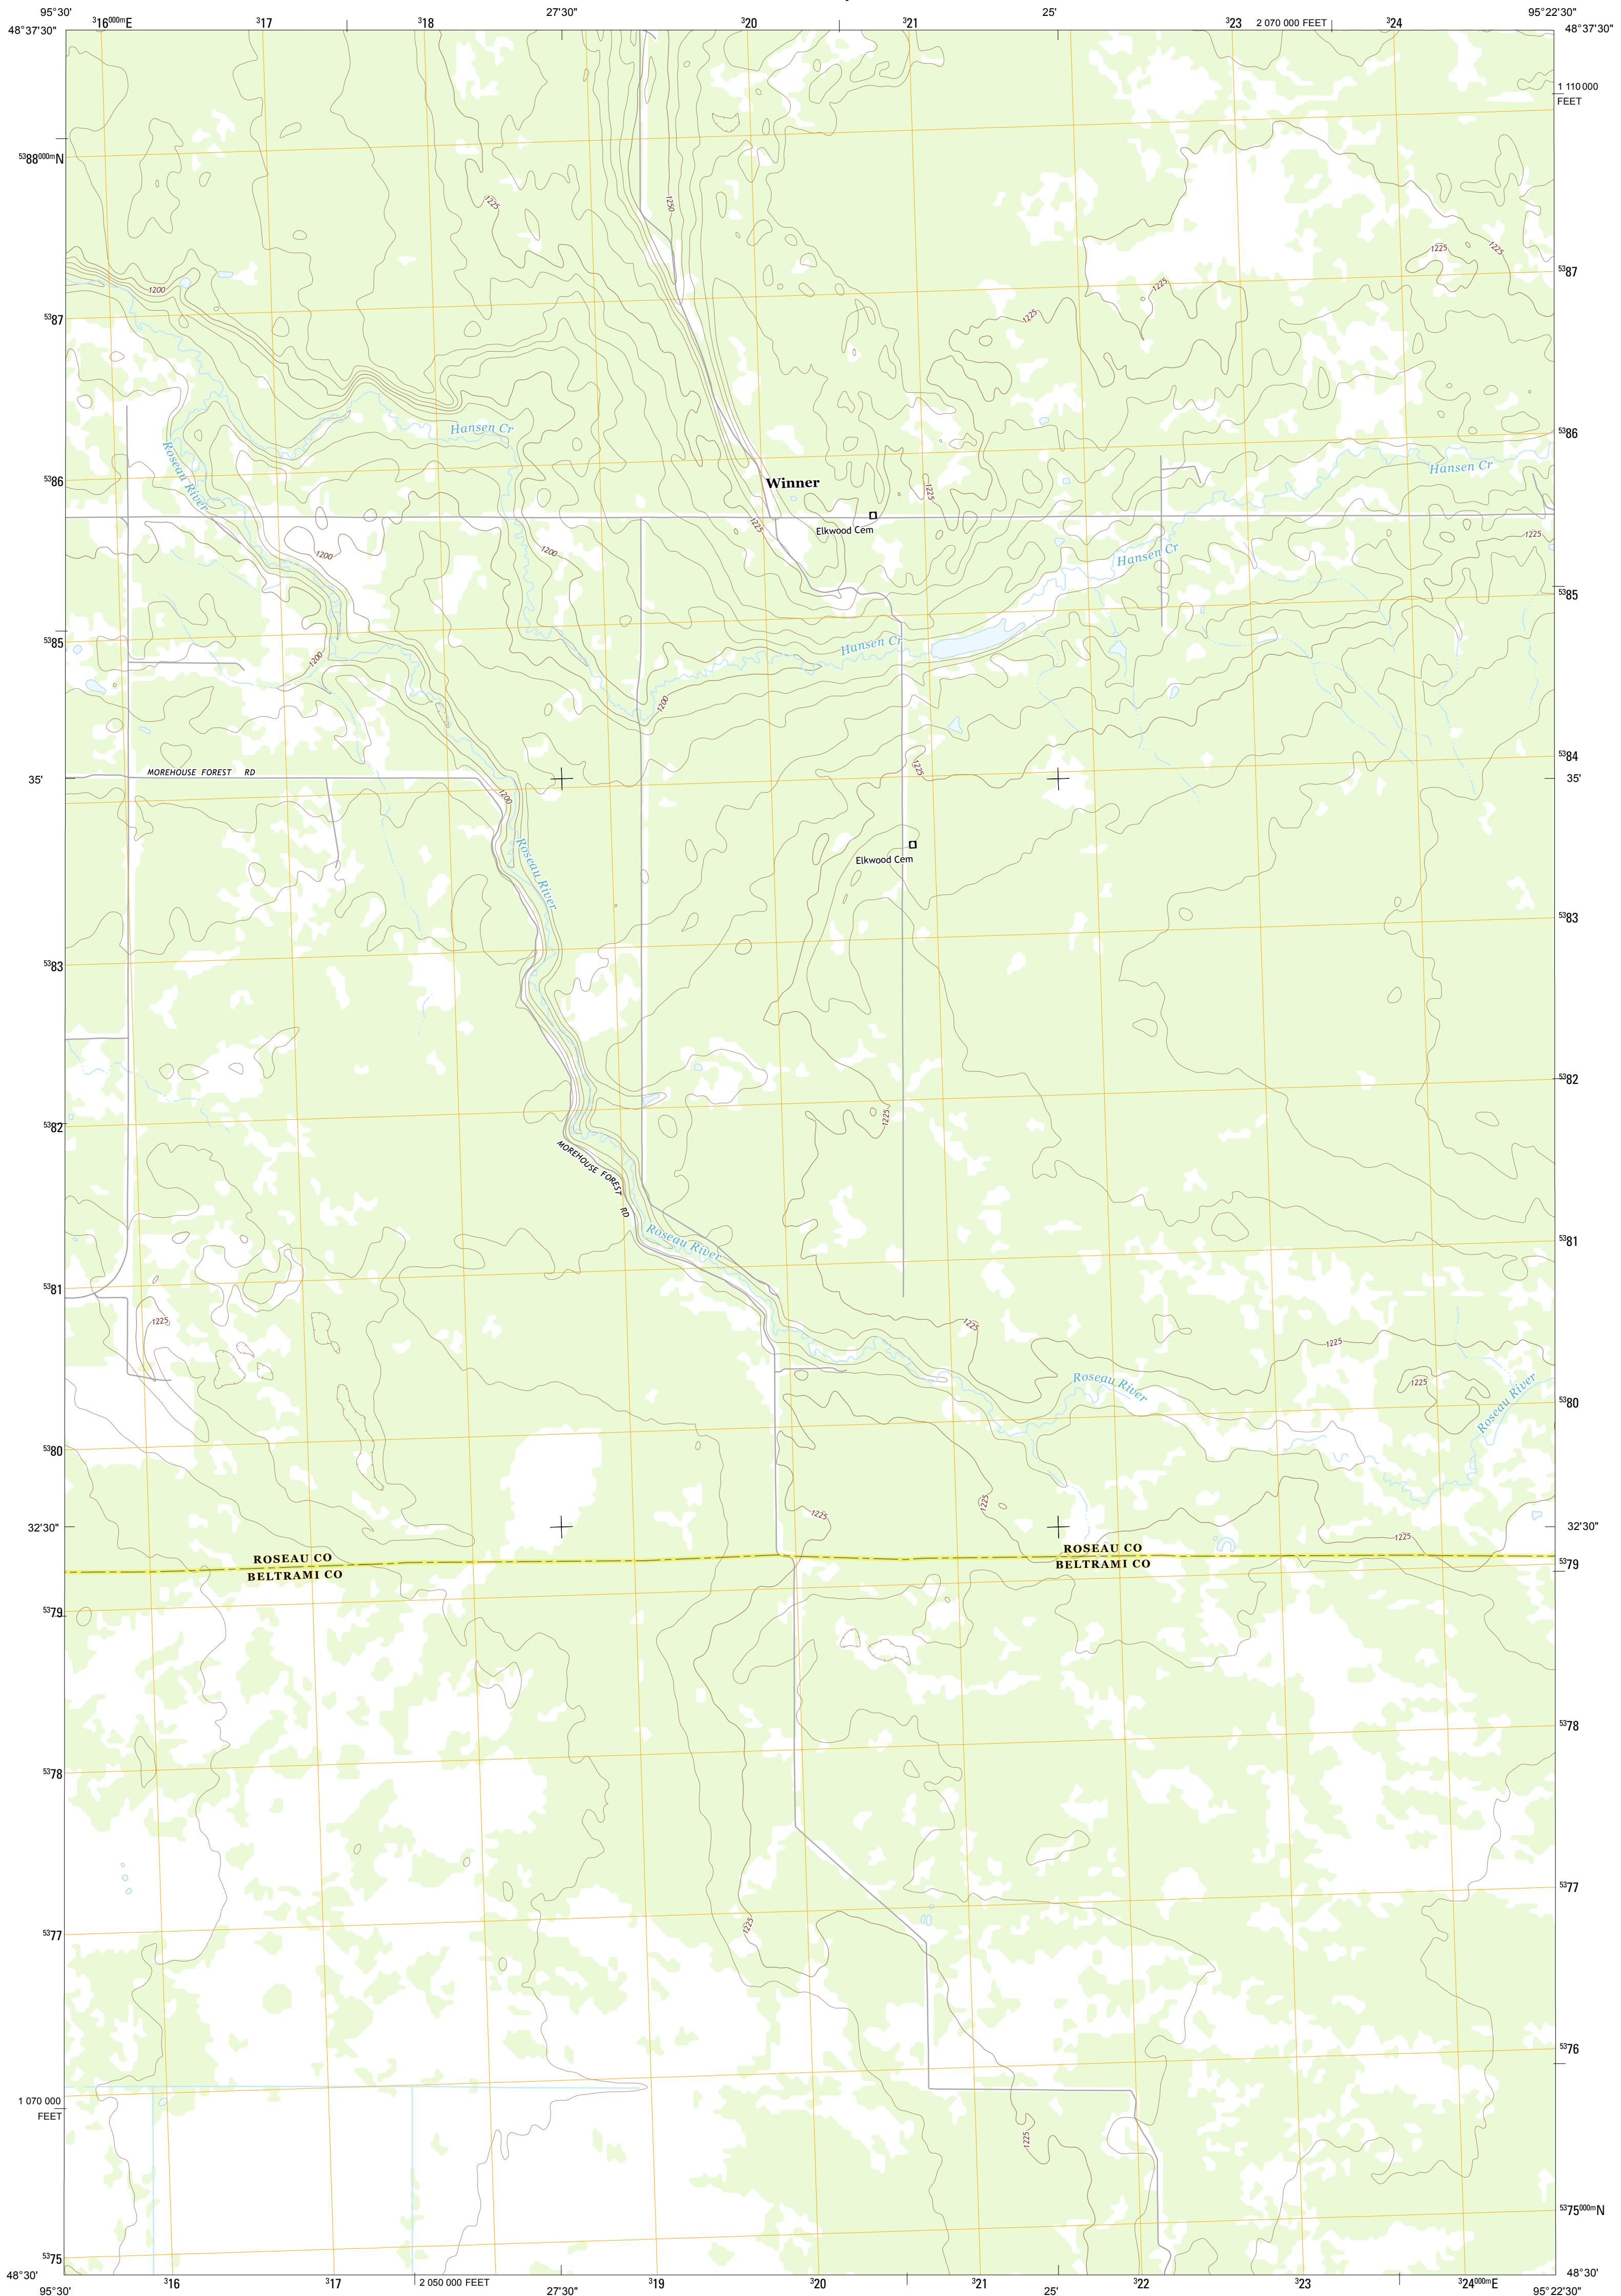 95°30' ³16⁰⁰⁰ᵐE ³17 ³18 27'30" ³20 ³21 25' ³23 2 070 000 FEET ³24 95°22'30"
48°37'30" 48°37'30"
1 110 000
FEET
⁵³88⁰⁰⁰ᵐN
1225
1250
1225
1225
⁵³87
1225
1200
1225
⁵³87
Hansen Cr
⁵³86
Roseau River
Hansen Cr
⁵³86
Winner
1225
1225
Elkwood Cem
1225
1200
1200
Hansen Cr
⁵³85
⁵³85
Hansen Cr
1200
1200
⁵³84
1225
35'
MOREHOUSE FOREST RD
35'
1200
Roseau River
Elkwood Cem
⁵³83
⁵³83
⁵³82
1225
⁵³82
MOREHOUSE FOREST RD
Roseau River
⁵³81
⁵³81
1225
1225
1225
Roseau River
1225
Roseau River
⁵³80
⁵³80
1225
1225
32'30"
32'30"
1225
ROSEAU CO
BELTRAMI CO
ROSEAU CO
BELTRAMI CO
⁵³79
⁵³79
⁵³78
⁵³78
⁵³77
1225
⁵³77
⁵³76
1 070 000
FEET
1225
⁵³75⁰⁰⁰ᵐN
⁵³75
48°30' 48°30'
95°30' ³16 ³17 2 050 000 FEET 27'30" ³19 ³20 ³21 25' ³22 ³23 ³24⁰⁰⁰ᵐE 95°22'30"